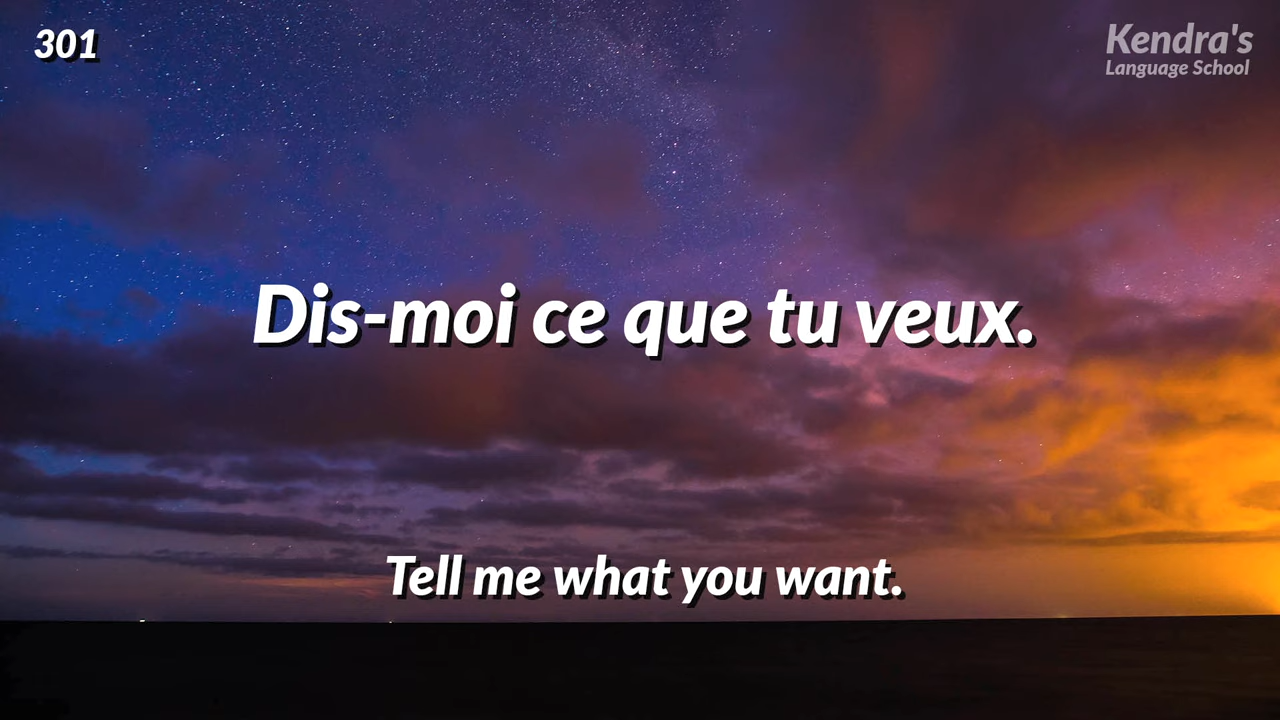 301
Kendra's
Language School
Dis-moi ce que tu veux.
Tell me what you want.